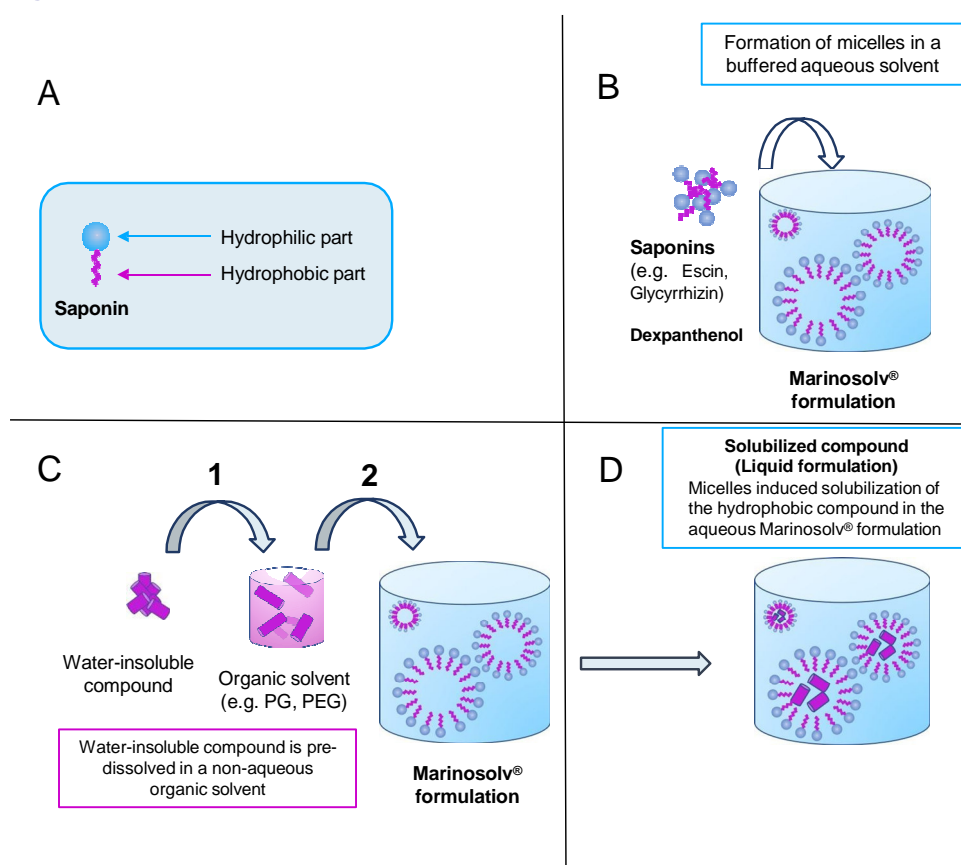 A
Hydrophilic part
Hydrophobic part
Saponin
Formation of micelles in a
buffered aqueous solvent
B
Saponins
(e.g. Escin,
Glycyrrhizin)
Dexpanthenol
Marinosolv®
formulation
C
1
2
Water-insoluble
compound
Organic solvent
(e.g. PG, PEG)
Water-insoluble compound is pre-
dissolved in a non-aqueous
organic solvent
Marinosolv®
formulation
D
Solubilized compound
(Liquid formulation)
Micelles induced solubilization of
the hydrophobic compound in the
aqueous Marinosolv® formulation